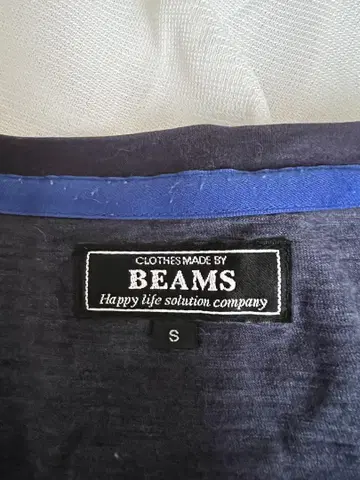 CLOTHES MADE BY
BEAMS
Happy life solution company
S